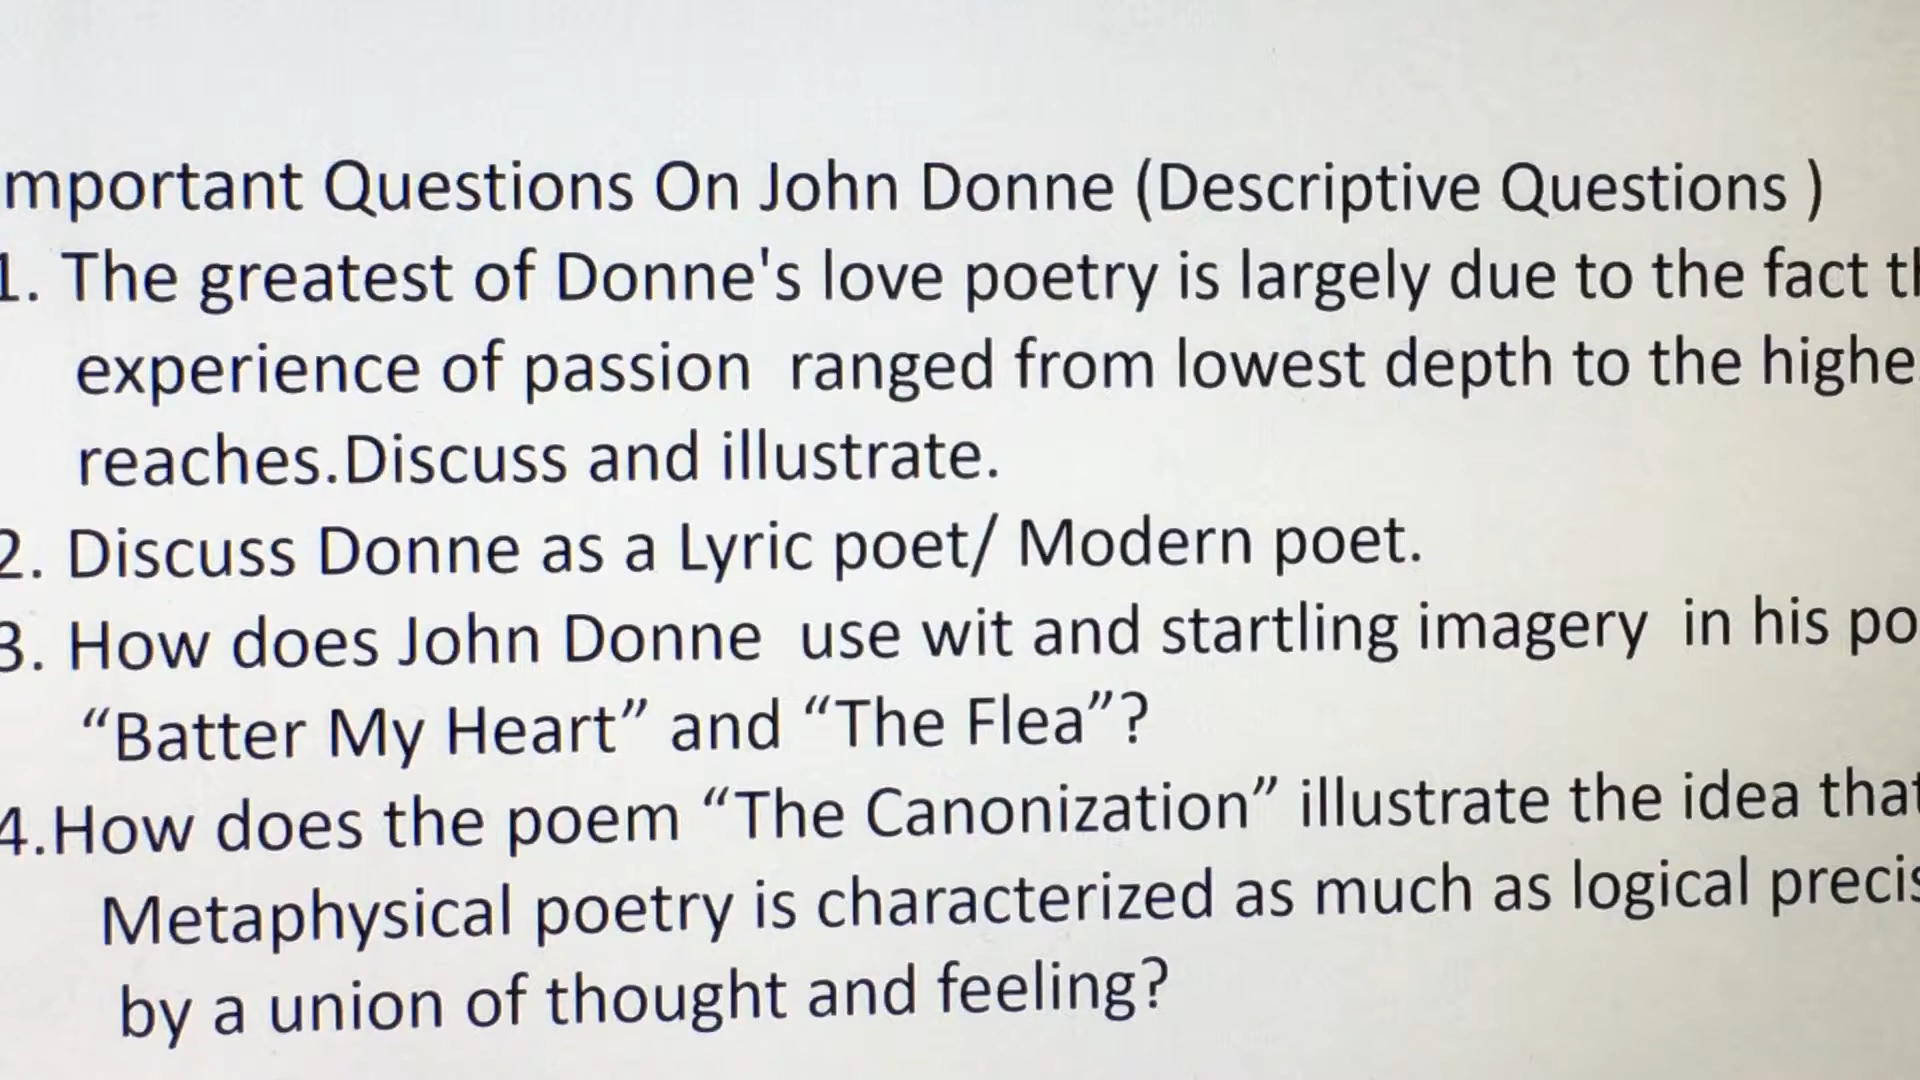 mportant Questions On John Donne (Descriptive Questions )
1. The greatest of Donne's love poetry is largely due to the fact
experience of passion ranged from lowest depth to the
reaches.Discuss and illustrate.
2. Discuss Donne as a Lyric poet/ Modern poet.
3. How does John Donne use wit and startling imagery in his
“Batter My Heart” and “The Flea”?
4.How does the poem “The Canonization” illustrate the idea that
Metaphysical poetry is characterized as much as logical
by a union of thought and feeling?